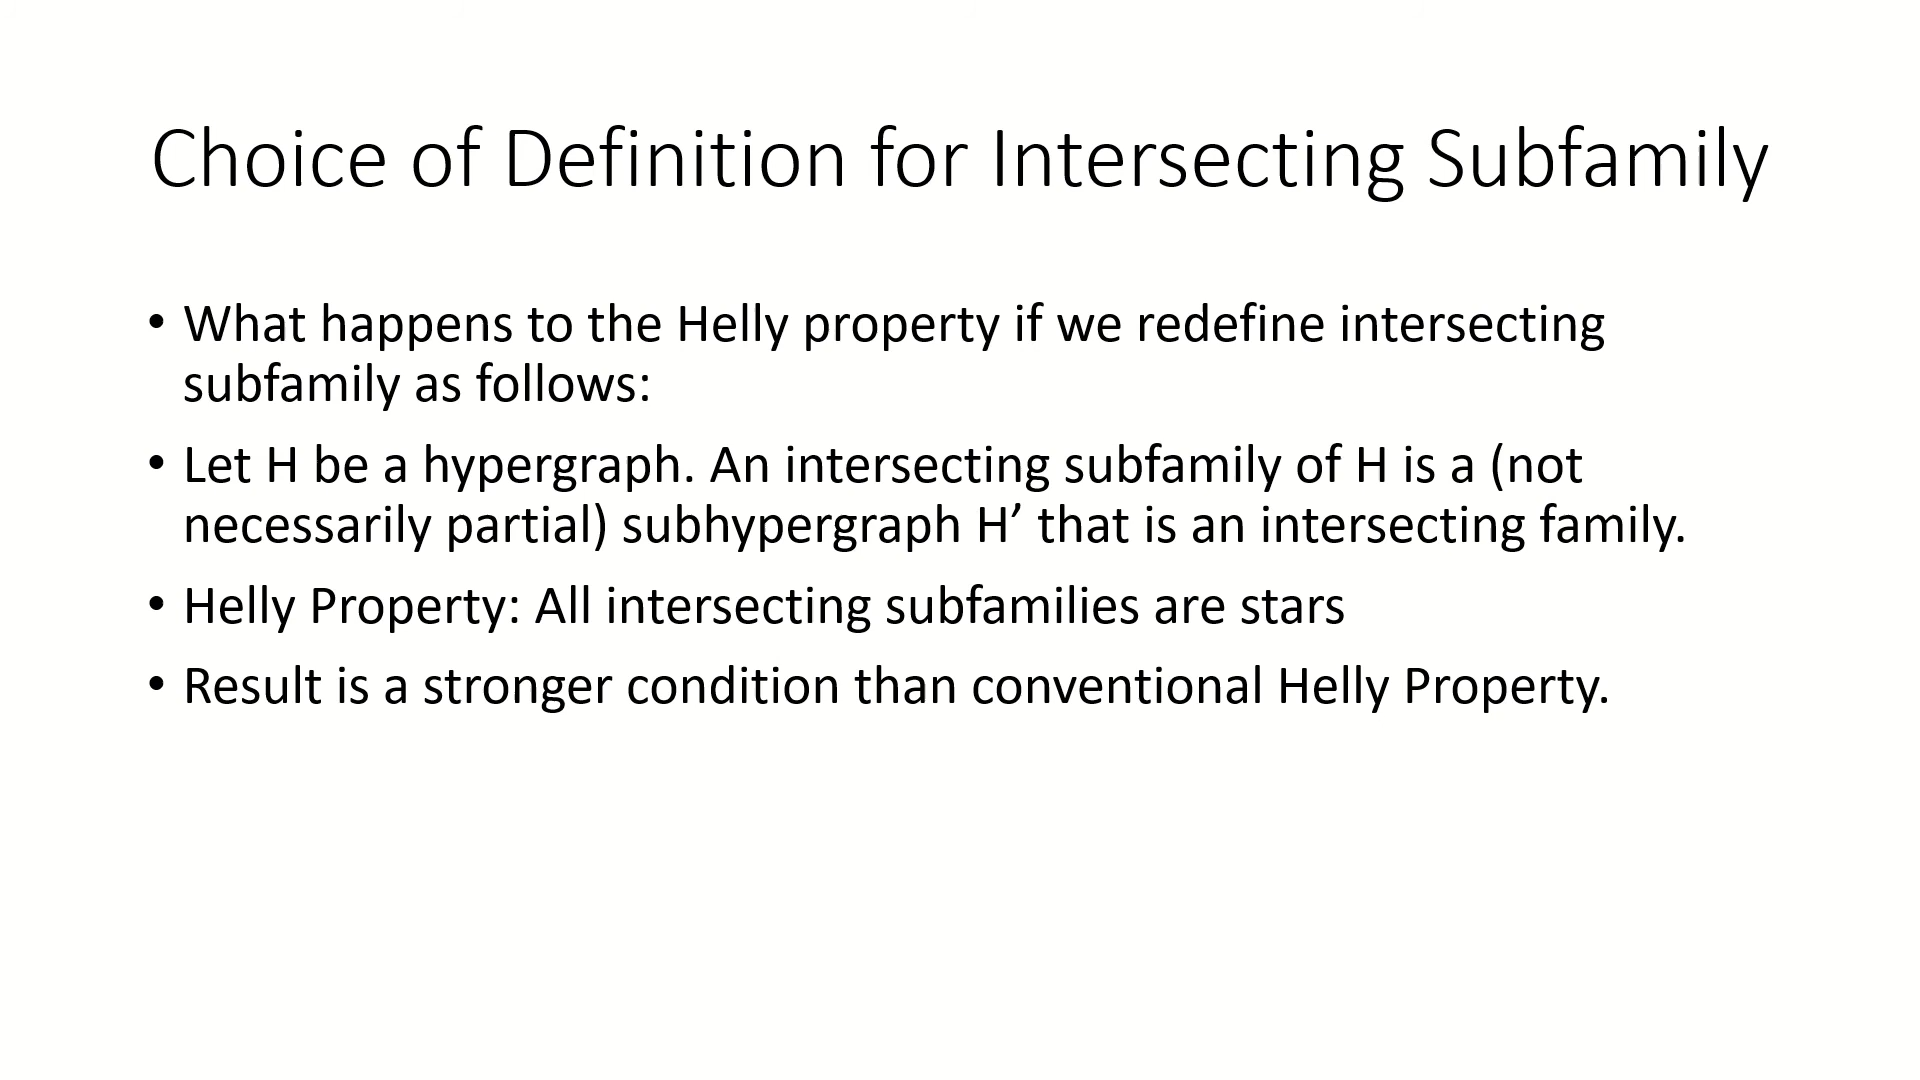 Choice of Definition for Intersecting Subfamily
• What happens to the Helly property if we redefine intersecting
subfamily as follows:
• Let H be a hypergraph. An intersecting subfamily of H is a (not
necessarily partial) subhypergraph H’ that is an intersecting family.
• Helly Property: All intersecting subfamilies are stars
• Result is a stronger condition than conventional Helly Property.